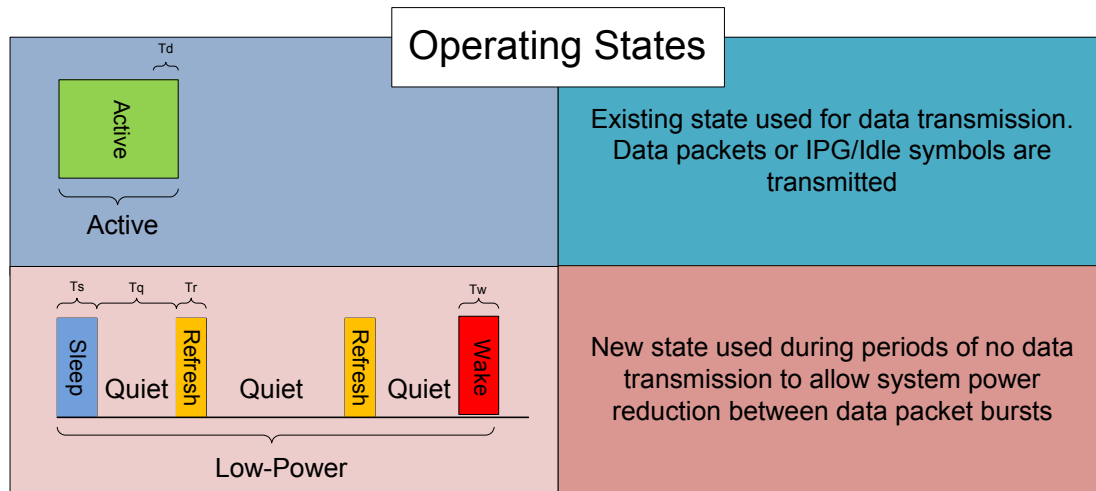 Operating States
Td
Active
Active
Existing state used for data transmission.
Data packets or IPG/Idle symbols are
transmitted
Ts
Tq
Tr
Tw
Sleep
Quiet
Refresh
Quiet
Refresh
Quiet
Wake
Low-Power
New state used during periods of no data
transmission to allow system power
reduction between data packet bursts